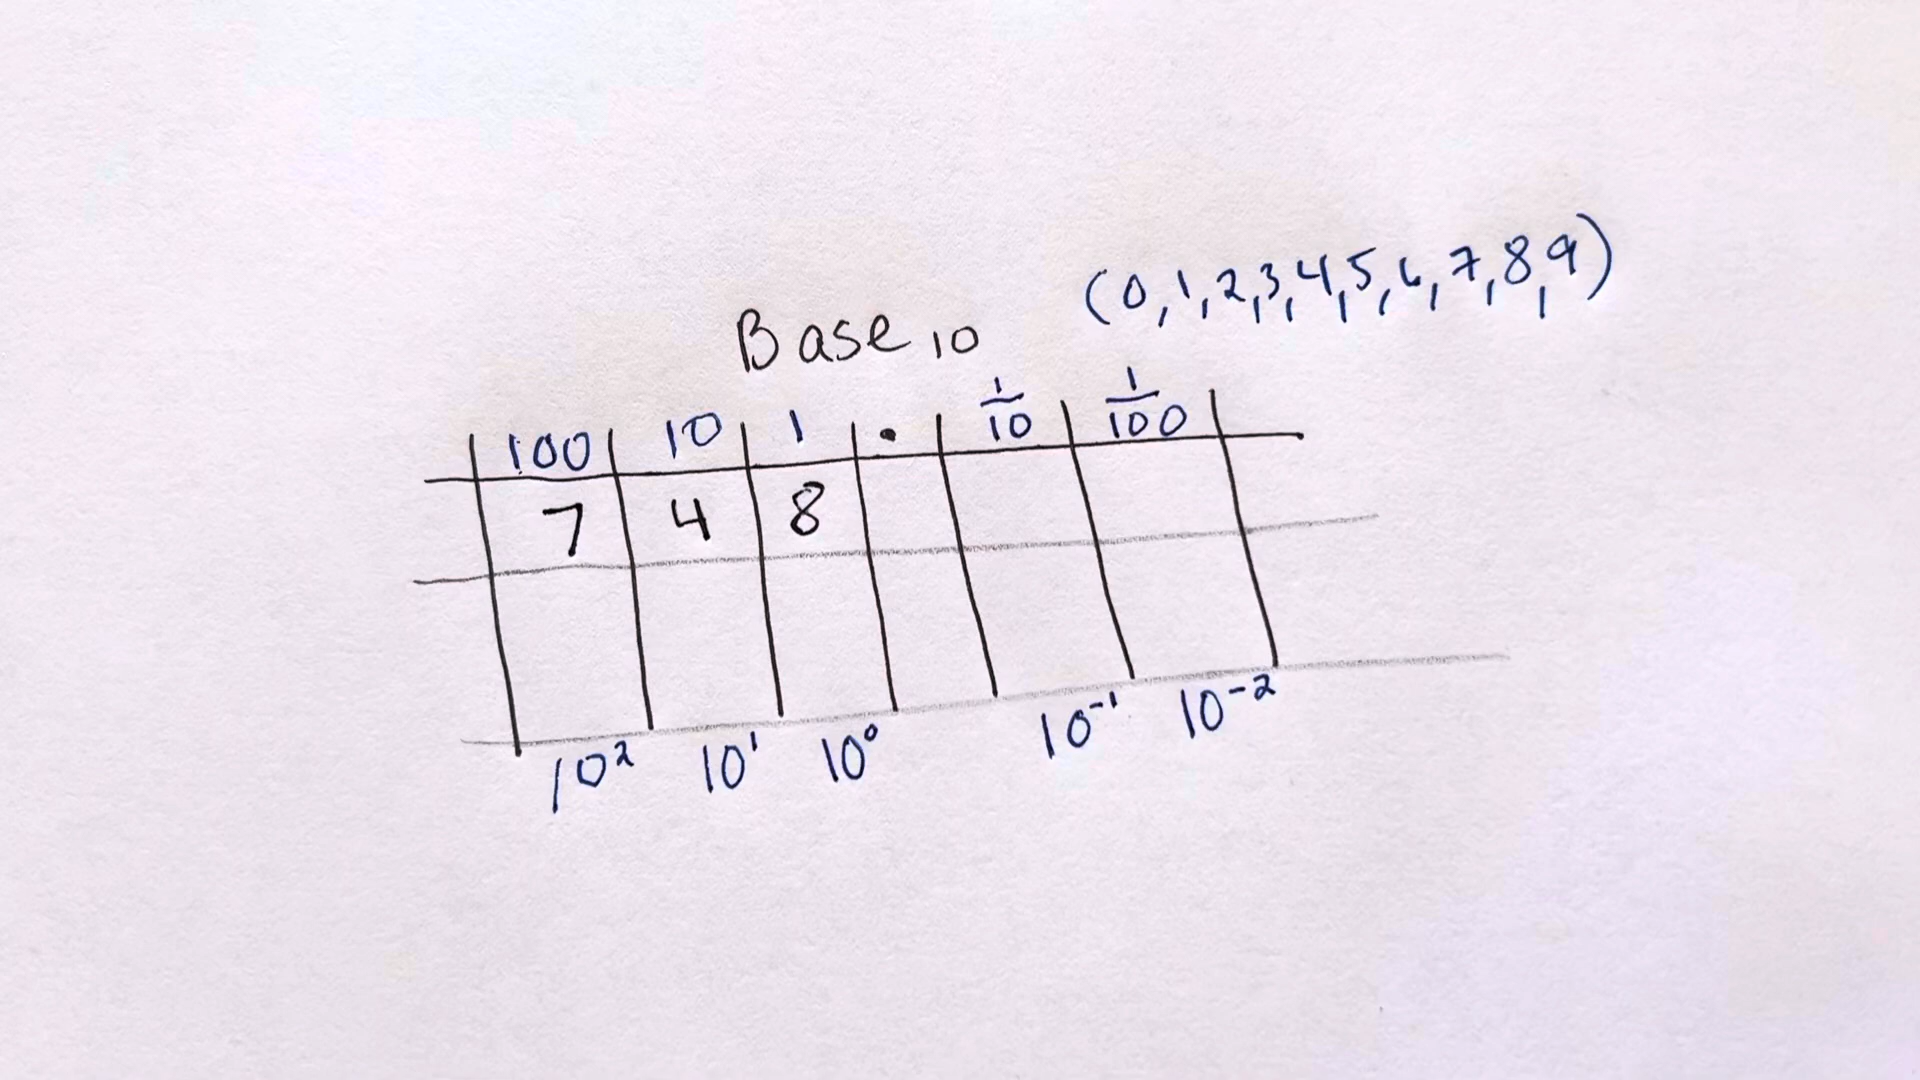 (0,1,2,3,4,5,6,7,8,9)
Base 10
100 10 1 . 1/10 1/100
7 4 8
10² 10¹ 10⁰ 10⁻¹ 10⁻²